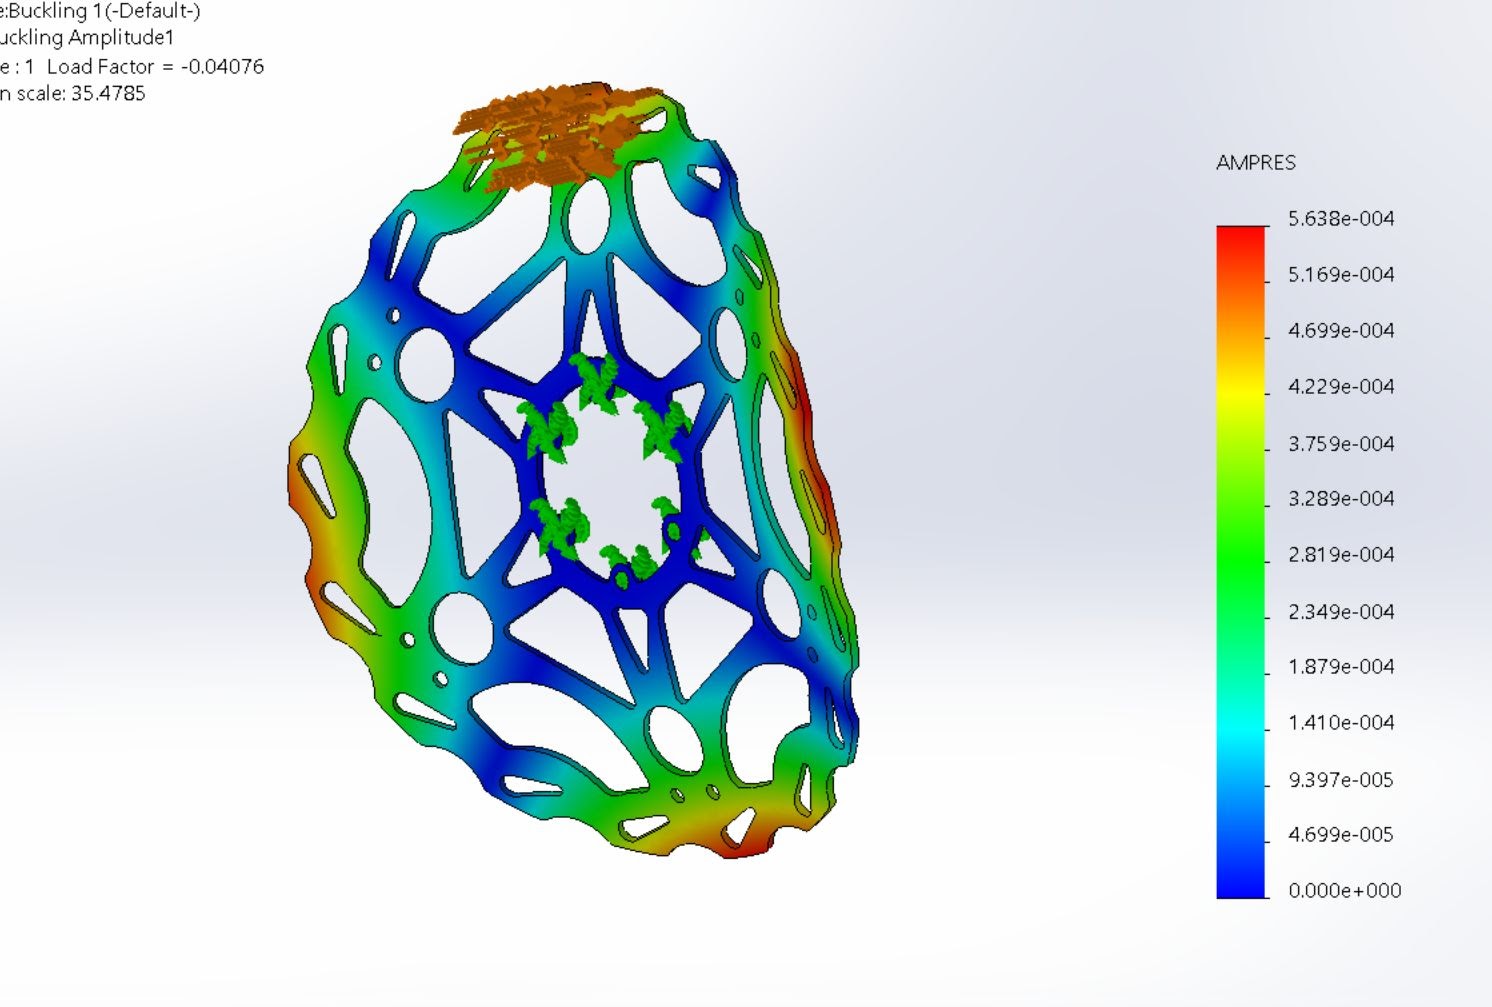 e:Buckling 1(-Default-)
uckling Amplitude1
e : 1 Load Factor = -0.04076
n scale: 35.4785
AMPRES
5.638e-004
5.169e-004
4.699e-004
4.229e-004
3.759e-004
3.289e-004
2.819e-004
2.349e-004
1.879e-004
1.410e-004
9.397e-005
4.699e-005
0.000e+000